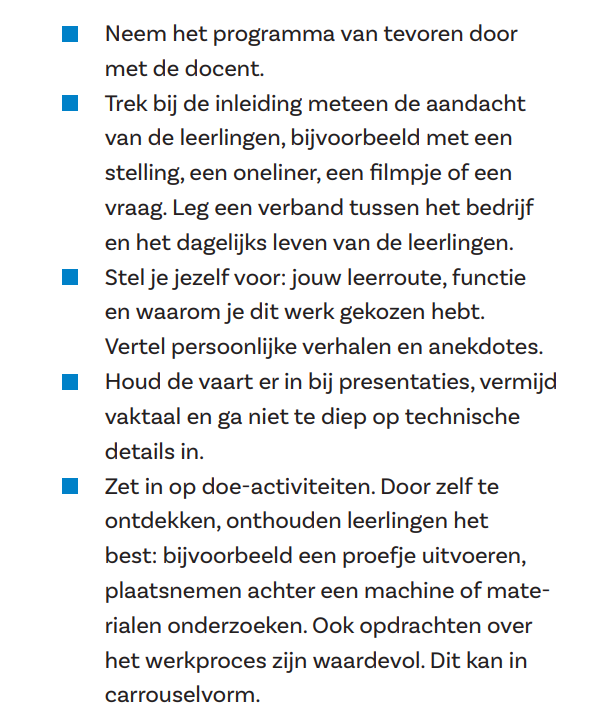 Neem het programma van tevoren door
met de docent.
Trek bij de inleiding meteen de aandacht
van de leerlingen, bijvoorbeeld met een
stelling, een oneliner, een filmpje of een
vraag. Leg een verband tussen het bedrijf
en het dagelijks leven van de leerlingen.
Stel je jezelf voor: jouw leerroute, functie
en waarom je dit werk gekozen hebt.
Vertel persoonlijke verhalen en anekdotes.
Houd de vaart er in bij presentaties, vermijd
vaktaal en ga niet te diep op technische
details in.
Zet in op doe-activiteiten. Door zelf te
ontdekken, onthouden leerlingen het
best: bijvoorbeeld een proefje uitvoeren,
plaatsnemen achter een machine of mate-
rialen onderzoeken. Ook opdrachten over
het werkproces zijn waardevol. Dit kan in
carrouselvorm.